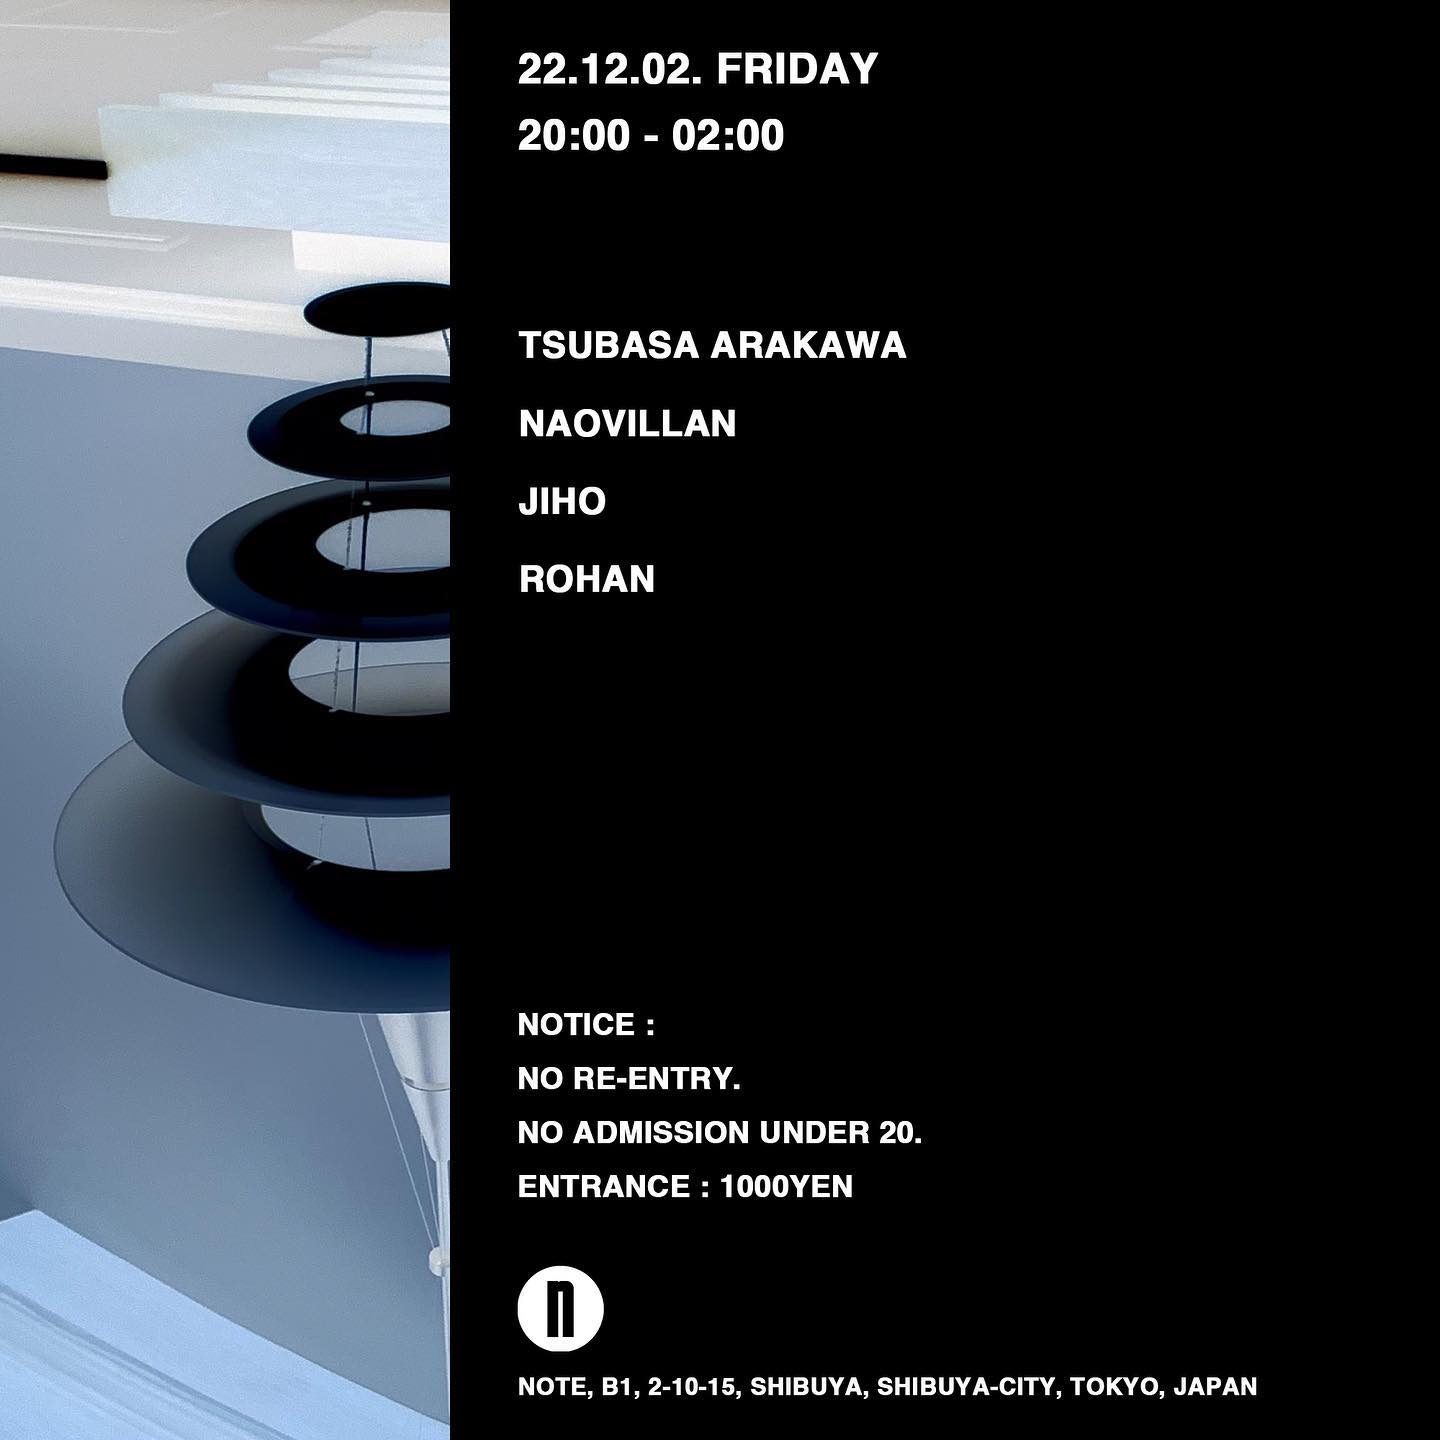 22.12.02. FRIDAY
20:00 - 02:00
TSUBASA ARAKAWA
NAOVILLAN
JIHO
ROHAN
NOTICE :
NO RE-ENTRY.
NO ADMISSION UNDER 20.
ENTRANCE : 1000YEN
n
NOTE, B1, 2-10-15, SHIBUYA, SHIBUYA-CITY, TOKYO, JAPAN